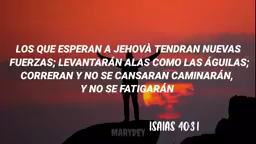 LOS QUE ESPERAN A JEHOVÀ TENDRAN NUEVAS
FUERZAS; LEVANTARÁN ALAS COMO LAS ÁGUILAS;
CORRERAN Y NO SE CANSARAN CAMINARÁN,
Y NO SE FATIGARÁN
ISAIAS 40:31
MARYDEY